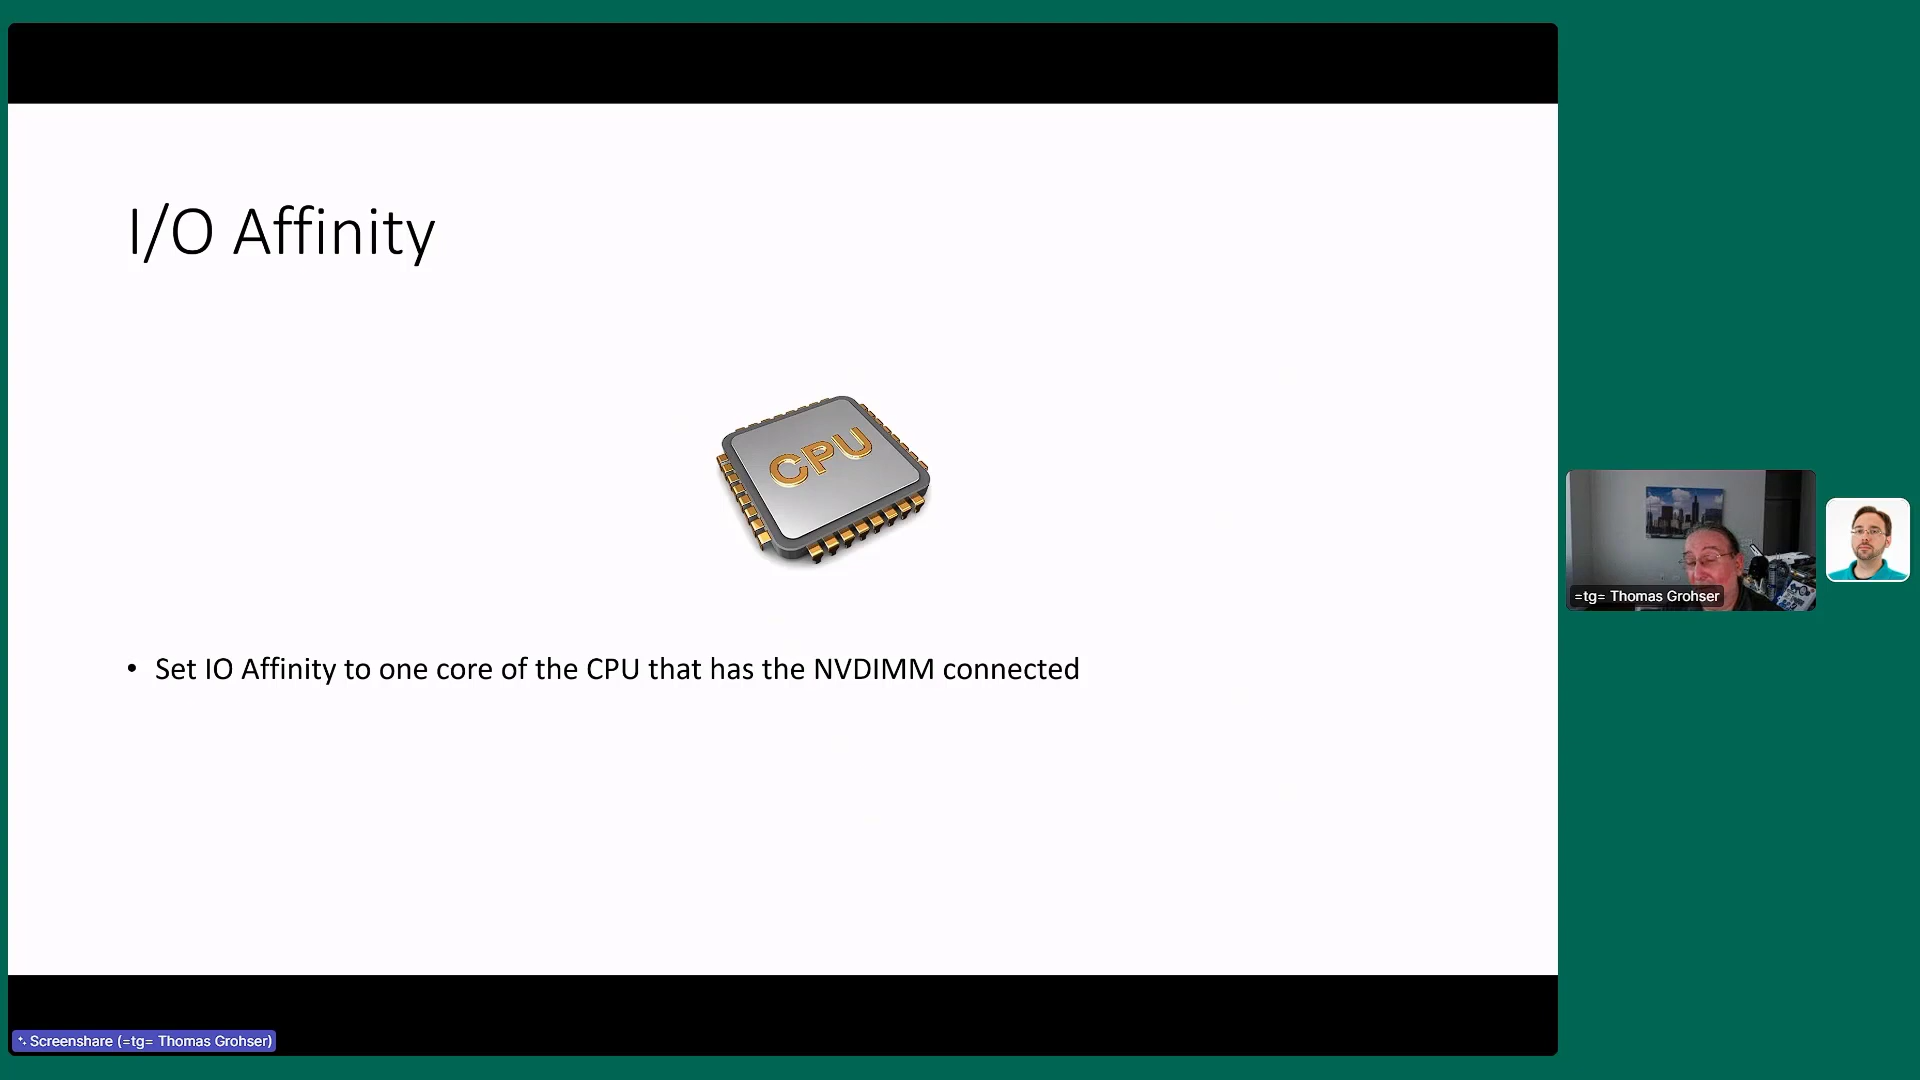 I/O Affinity
CPU
• Set IO Affinity to one core of the CPU that has the NVDIMM connected
=tg= Thomas Grohser
Screenshare (=tg= Thomas Grohser)